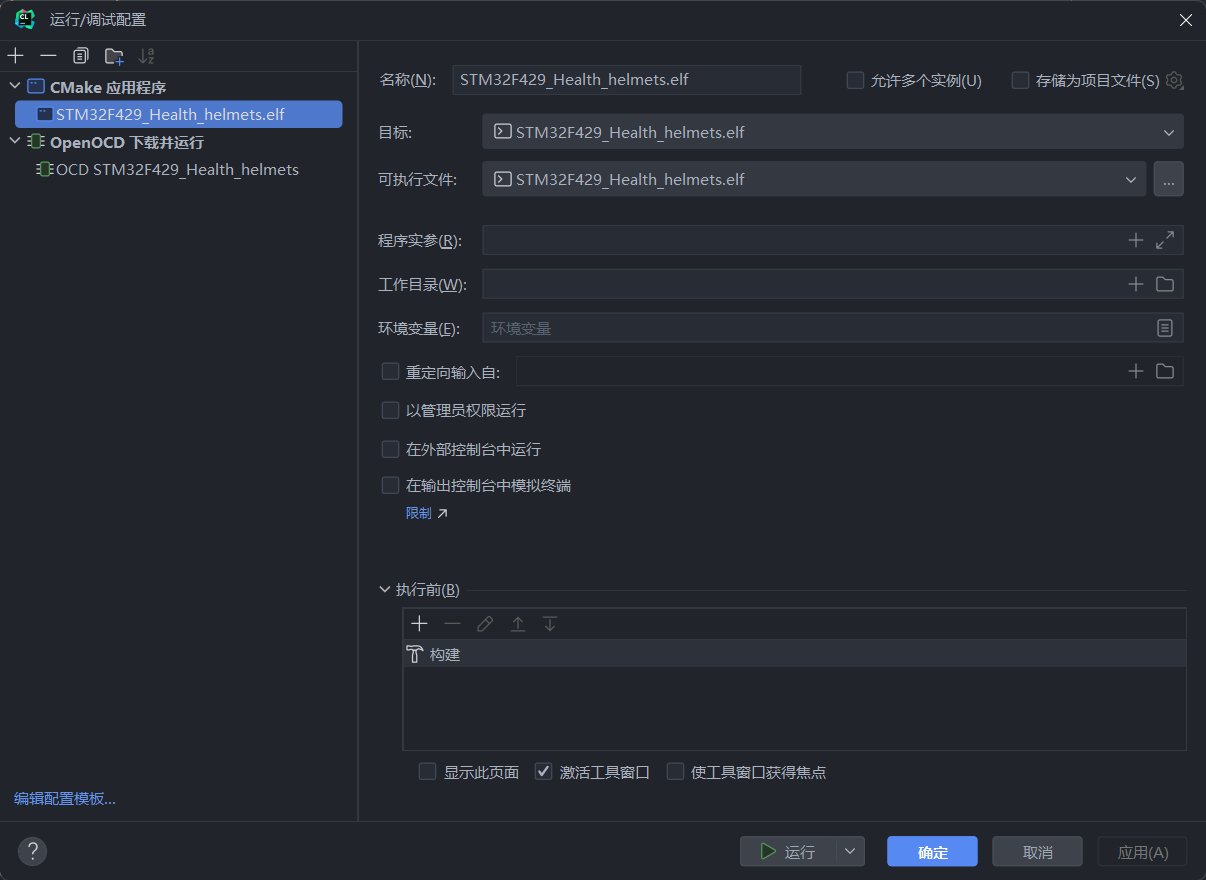 运行/调试配置
CMake 应用程序
STM32F429_Health_helmets.elf
OpenOCD 下载并运行
OCD STM32F429_Health_helmets
编辑配置模板...
名称(N):
STM32F429_Health_helmets.elf
允许多个实例(U)
存储为项目文件(S)
目标:
STM32F429_Health_helmets.elf
可执行文件:
STM32F429_Health_helmets.elf
...
程序实参(R):
工作目录(W):
环境变量(E):
环境变量
重定向输入自:
以管理员权限运行
在外部控制台中运行
在输出控制台中模拟终端
限制
执行前(B)
构建
显示此页面
激活工具窗口
使工具窗口获得焦点
?
运行
确定
取消
应用(A)